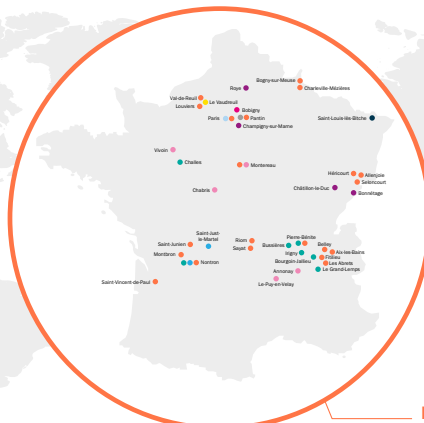 Bogny-sur-Meuse
Roye
Charleville-Mézières
Val-de-Reuil
Le Vaudreuil
Louviers
Bobigny
Paris
Pantin
Saint-Louis-lès-Bitche
Champigny-sur-Marne
Vivoin
Challes
Montereau
Héricourt
Allenjoie
Seloncourt
Châtillon-le-Duc
Bonnétage
Chabris
Saint-Just-
le-Martel
Saint-Junien
Riom
Bussières
Pierre-Bénite
Belley
Sayat
Aix-les-Bains
Montbron
Irigny
Fitilieu
Bourgoin-Jallieu
Nontron
Les Abrets
Le Grand-Lemps
Annonay
Saint-Vincent-de-Paul
Le-Puy-en-Velay